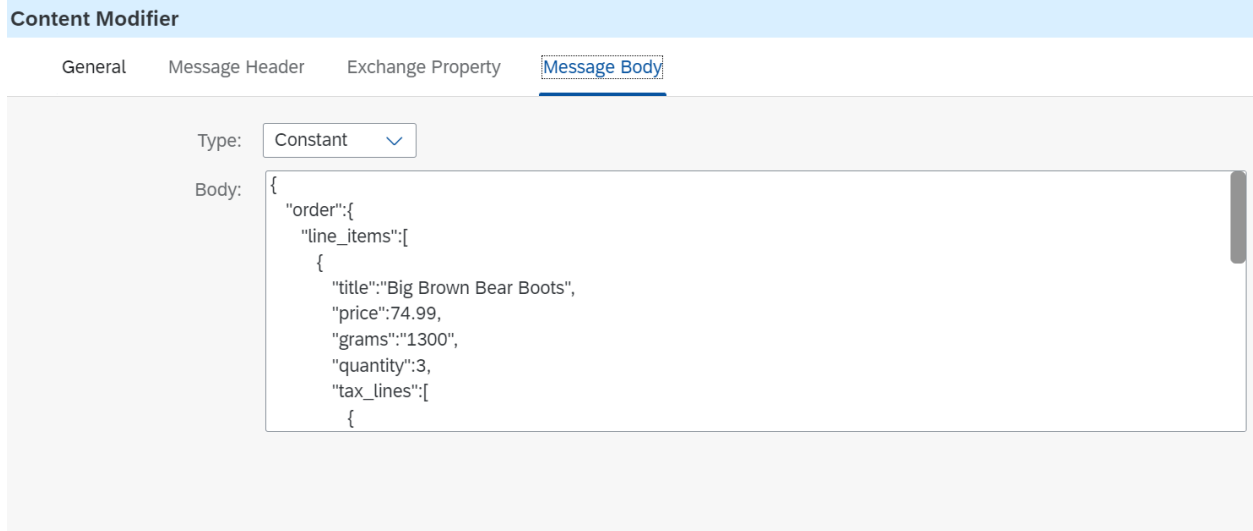 Content Modifier
General Message Header Exchange Property Message Body
Type: Constant
Body: {
"order":{
"line_items":[
{
"title":"Big Brown Bear Boots",
"price":74.99,
"grams":"1300",
"quantity":3,
"tax_lines":[
{